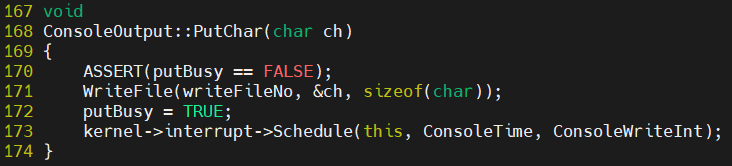 167 void
168 ConsoleOutput::PutChar(char ch)
169 {
170     ASSERT(putBusy == FALSE);
171     WriteFile(writeFileNo, &ch, sizeof(char));
172     putBusy = TRUE;
173     kernel->interrupt->Schedule(this, ConsoleTime, ConsoleWriteInt);
174 }